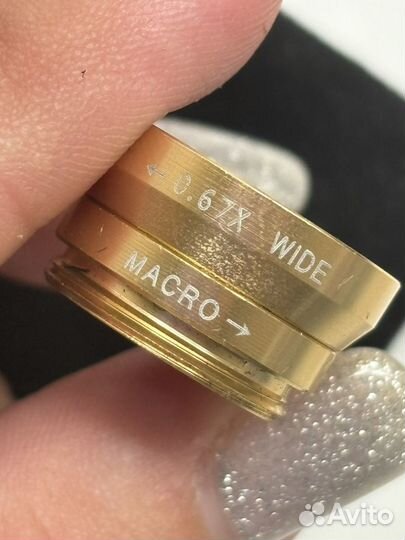 ← 0.67X WIDE
MACRO →
Avito